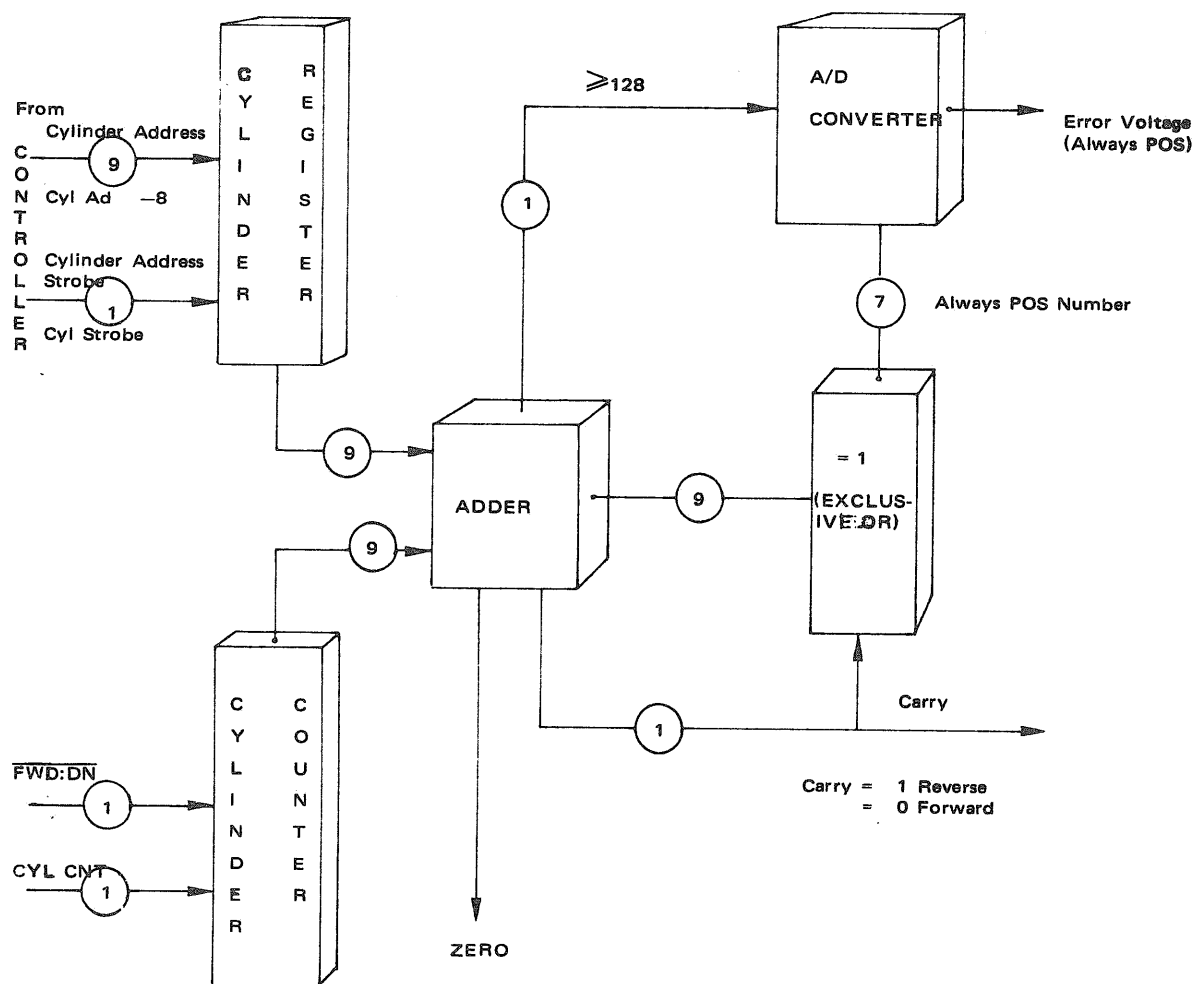 From
CONTROLLER
Cylinder Address
9
Cyl Ad –8
Cylinder Address
Strobe
1
Cyl Strobe
CYLINDER
REGISTER
≥128
1
A/D
CONVERTER
Error Voltage
(Always POS)
7
Always POS Number
9
9
ADDER
9
= 1
(EXCLUS-
IVE OR)
Carry
1
Carry = 1 Reverse
= 0 Forward
FWD:DN
1
CYL CNT
1
CYLINDER
COUNTER
ZERO